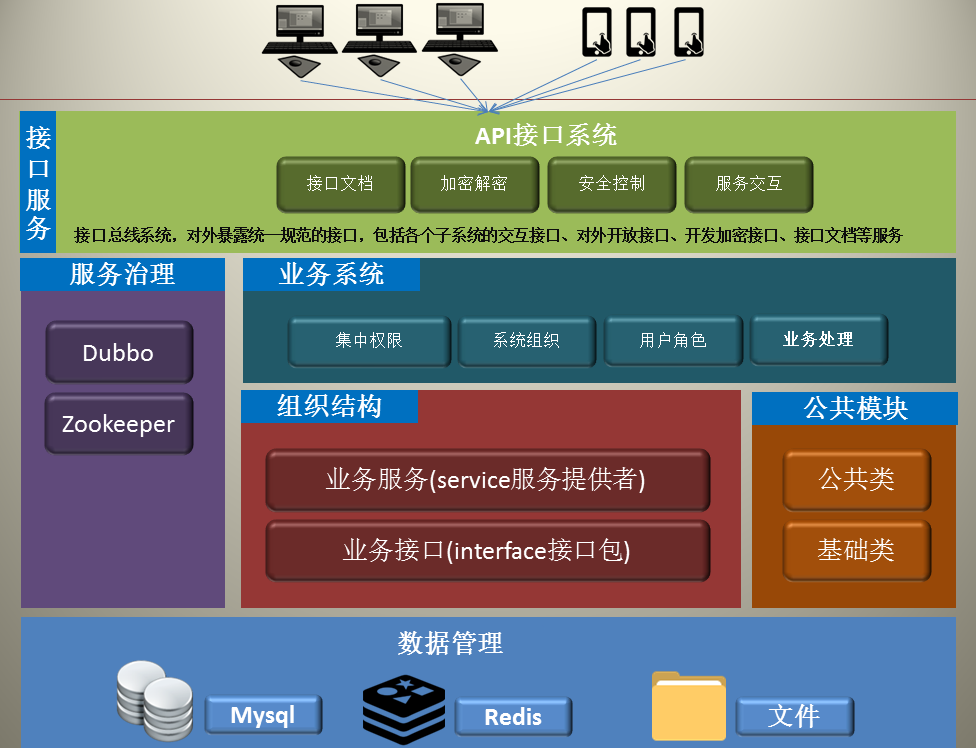 API接口系统
接口服务
接口文档
加密解密
安全控制
服务交互
接口总线系统，对外暴露统一规范的接口，包括各个子系统的交互接口、对外开放接口、开发加密接口、接口文档等服务
服务治理
Dubbo
Zookeeper
业务系统
集中权限
系统组织
用户角色
业务处理
组织结构
业务服务(service服务提供者)
业务接口(interface接口包)
公共模块
公共类
基础类
数据管理
Mysql
Redis
文件